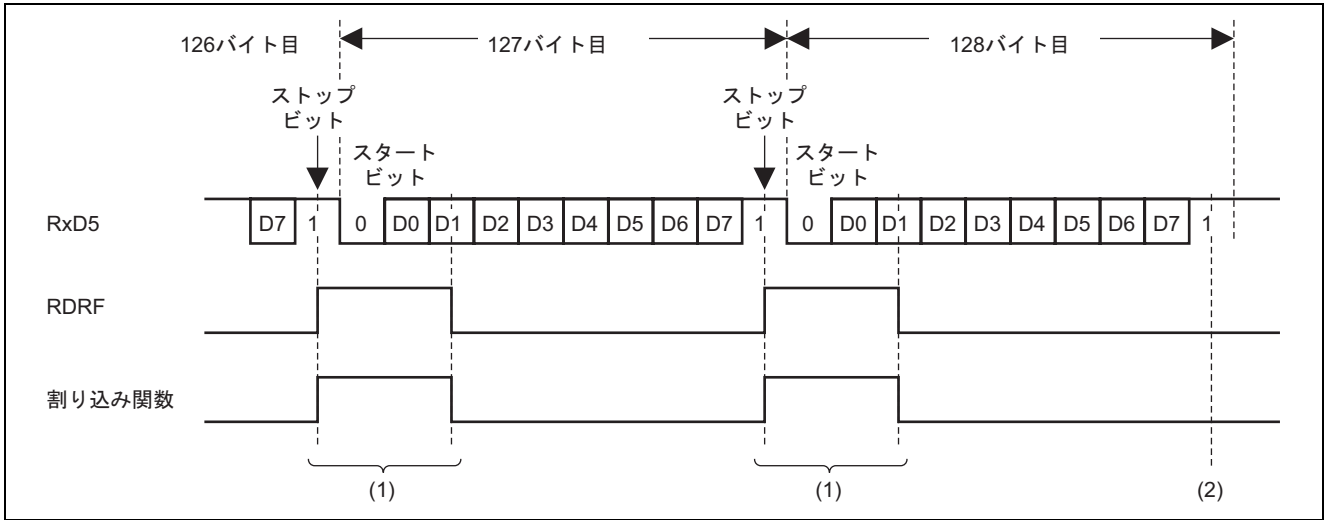 126バイト目 127バイト目 128バイト目
ストップ ストップ
ビット ビット
スタート スタート
ビット ビット
RxD5 D7 1 0 D0 D1 D2 D3 D4 D5 D6 D7 1 0 D0 D1 D2 D3 D4 D5 D6 D7 1
RDRF
割り込み関数
(1) (1) (2)